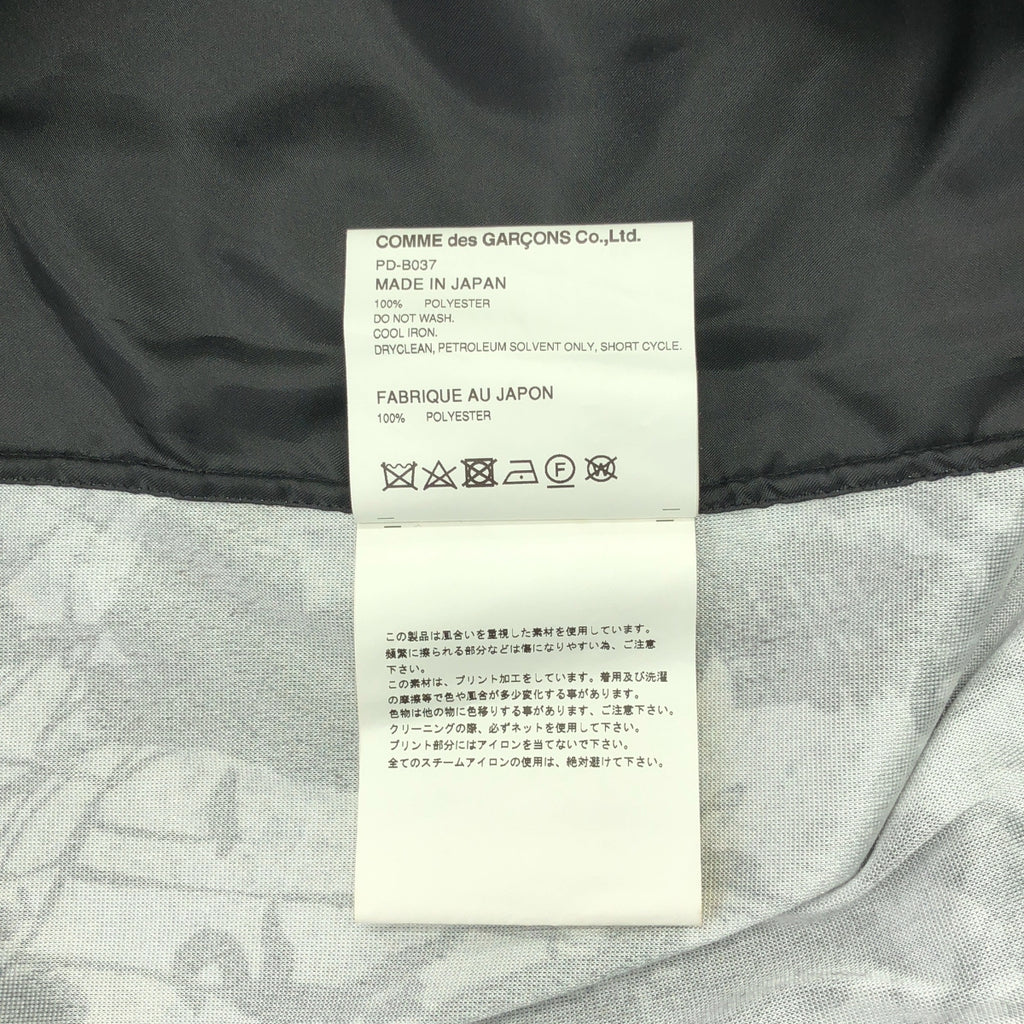 COMME des GARÇONS Co.,Ltd.
PD-B037
MADE IN JAPAN
100% POLYESTER
DO NOT WASH.
COOL IRON.
DRYCLEAN, PETROLEUM SOLVENT ONLY, SHORT CYCLE.
FABRIQUE AU JAPON
100% POLYESTER
F W
この製品は風合いを重視した素材を使用しています。
頻繁に擦られる部分などは傷になりやすい為、ご注意
下さい。
この素材は、プリント加工をしています。着用及び洗濯
の摩擦等で色や風合が多少変化する事があります。
色物は他の物に色移りする事があります、ご注意下さい。
クリーニングの際、必ずネットを使用して下さい。
プリント部分にはアイロンを当てないで下さい。
全てのスチームアイロンの使用は、絶対避けて下さい。